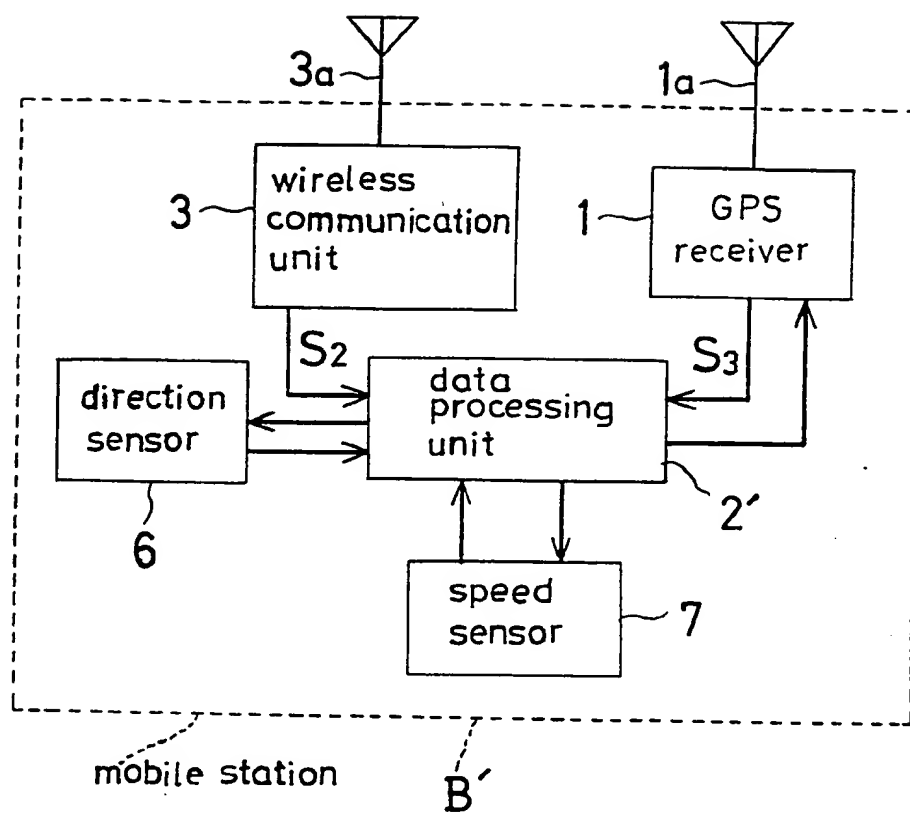 3a
1a
wireless
communication
unit
3
GPS
receiver
1
S2
S3
direction
sensor
data
processing
unit
6
2′
speed
sensor
7
mobile station
B′